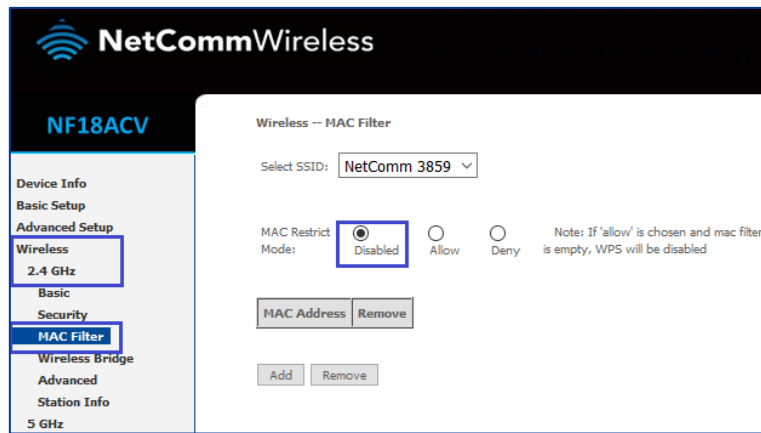 NetCommWireless
NF18ACV
Device Info
Basic Setup
Advanced Setup
Wireless
2.4 GHz
Basic
Security
MAC Filter
Wireless Bridge
Advanced
Station Info
5 GHz
Wireless -- MAC Filter
Select SSID: NetComm 3859
MAC Restrict Mode: Disabled Allow Deny Note: If 'allow' is chosen and mac filter
is empty, WPS will be disabled
MAC Address Remove
Add Remove